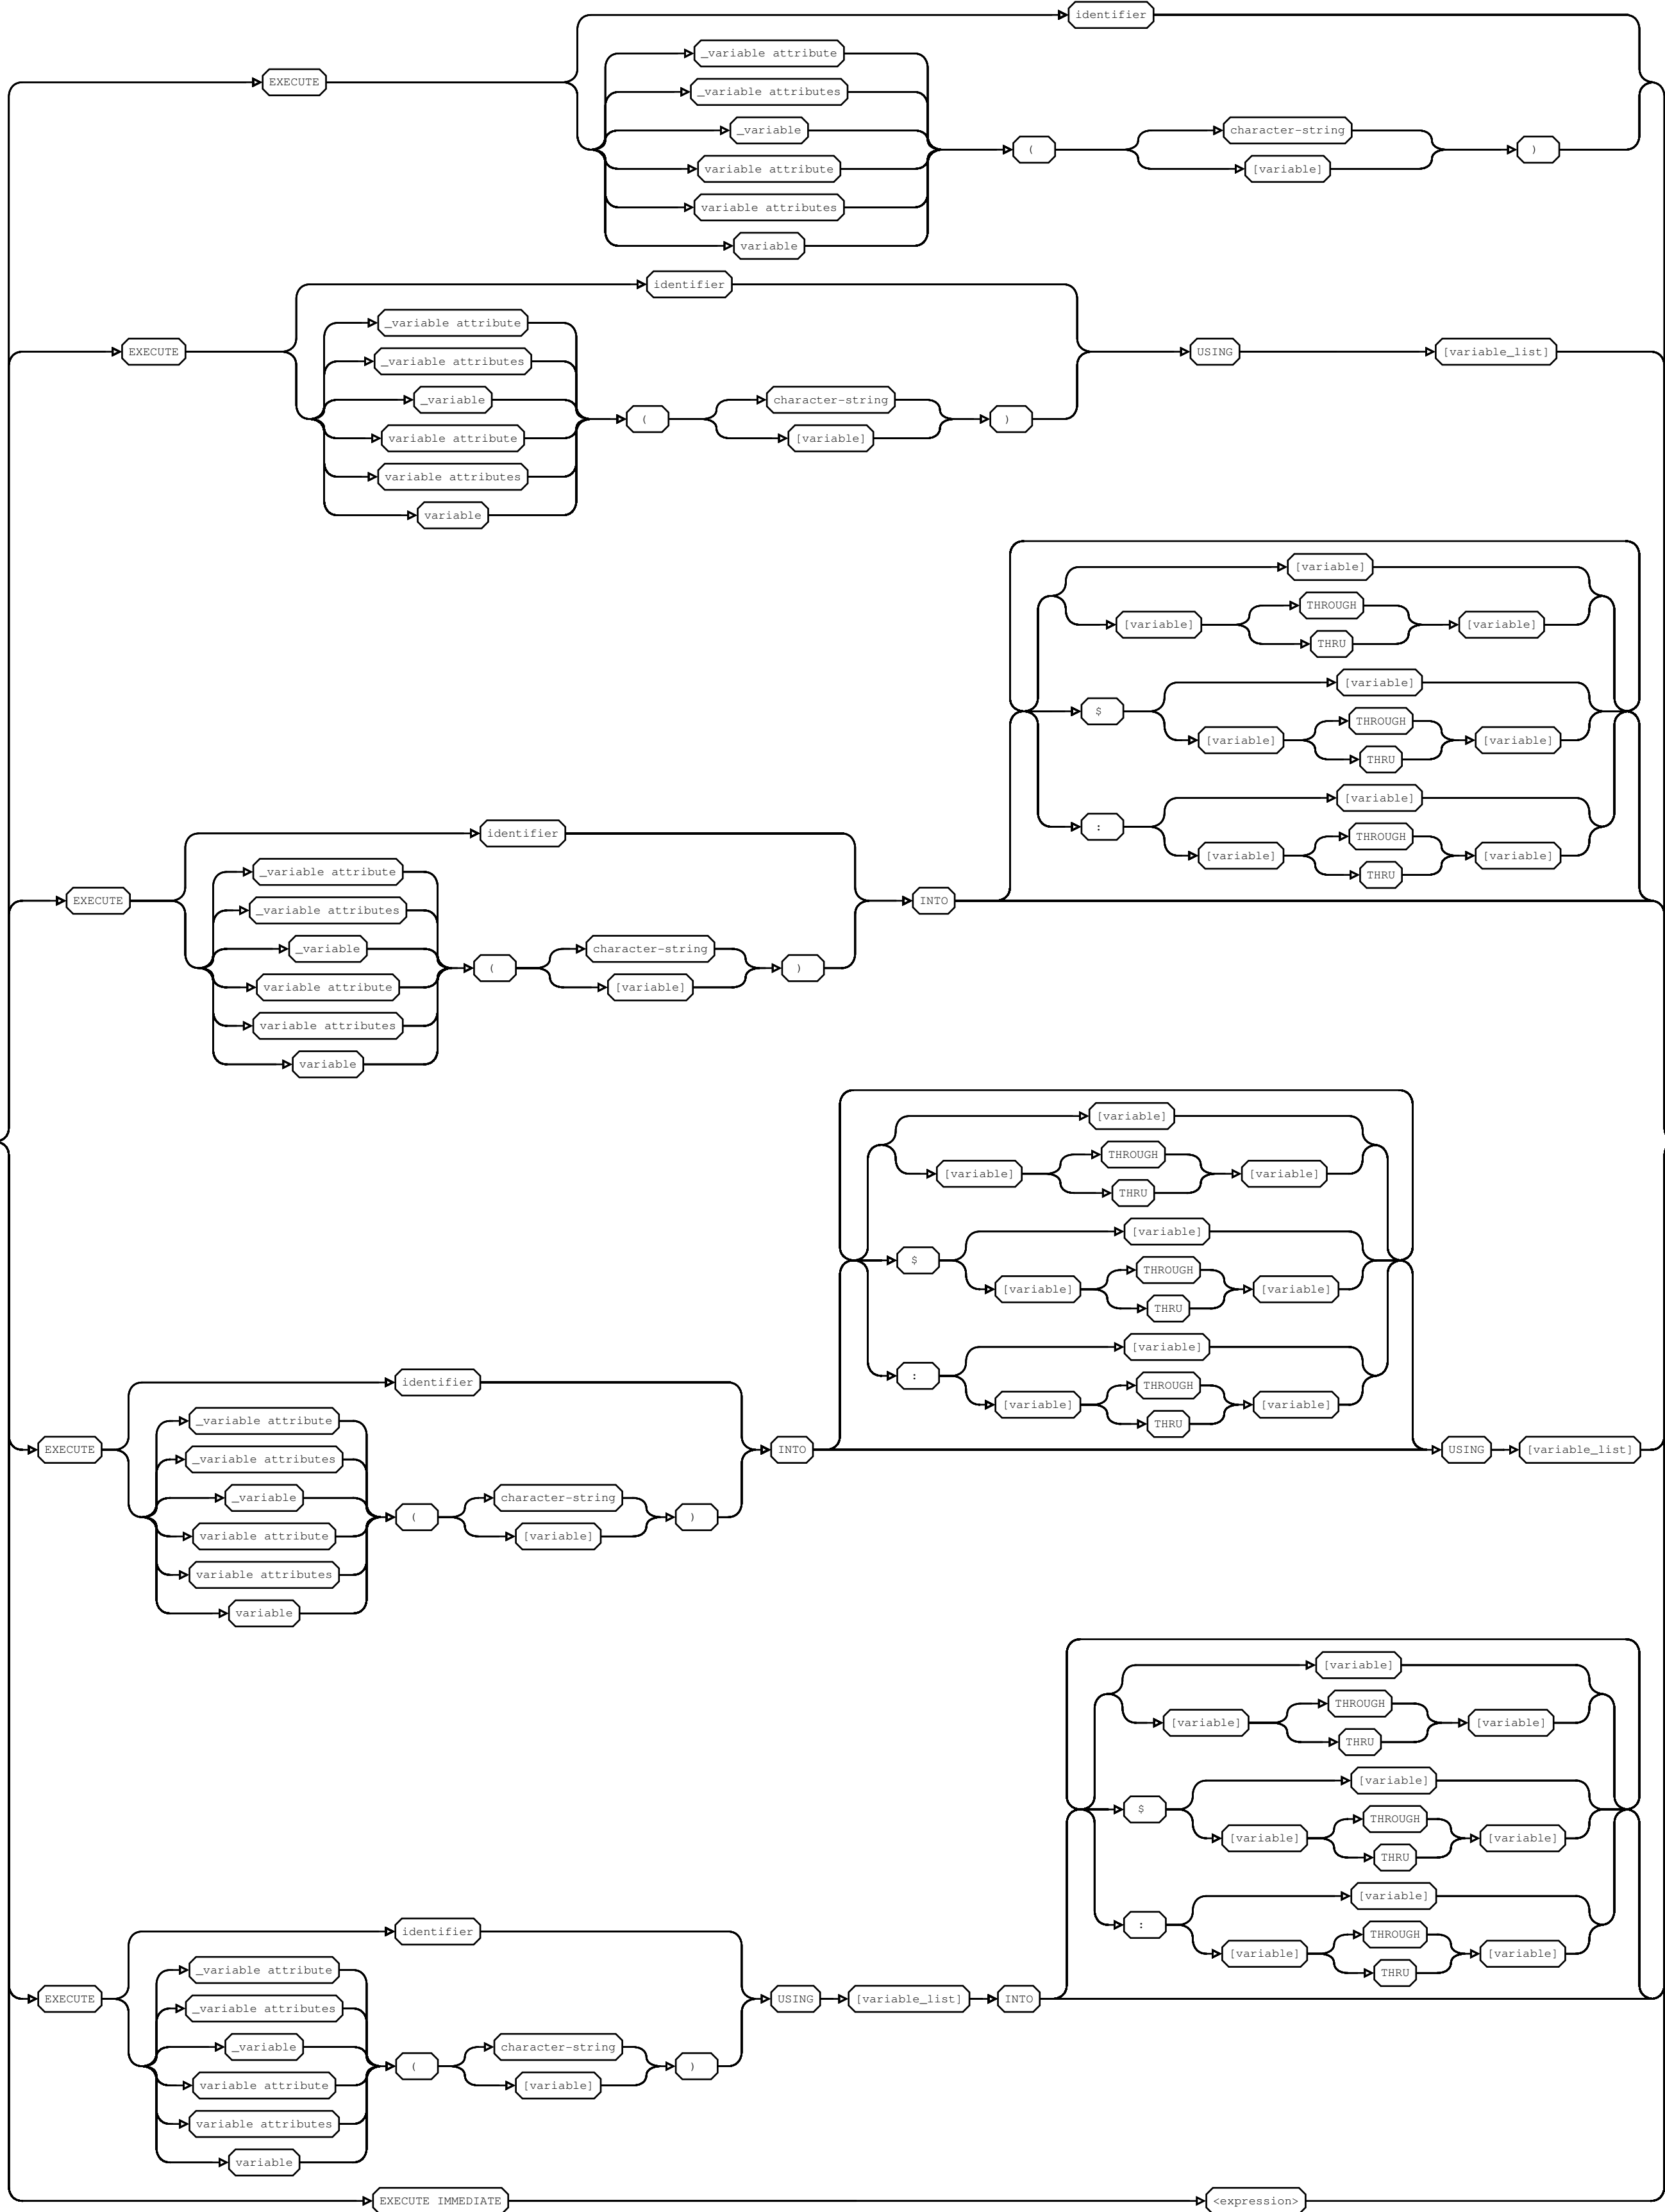 identifier
_variable attribute
EXECUTE
_variable attributes
_variable
character-string
(
)
variable attribute
[variable]
variable attributes
variable
identifier
_variable attribute
EXECUTE
USING
[variable_list]
_variable attributes
_variable
character-string
(
)
variable attribute
[variable]
variable attributes
variable
[variable]
THROUGH
[variable]
[variable]
THRU
[variable]
$
THROUGH
[variable]
[variable]
THRU
[variable]
:
identifier
THROUGH
[variable]
[variable]
_variable attribute
THRU
EXECUTE
INTO
_variable attributes
_variable
character-string
(
)
variable attribute
[variable]
variable attributes
variable
[variable]
THROUGH
[variable]
[variable]
THRU
[variable]
$
THROUGH
[variable]
[variable]
THRU
[variable]
:
identifier
THROUGH
[variable]
[variable]
_variable attribute
THRU
EXECUTE
INTO
USING
[variable_list]
_variable attributes
_variable
character-string
(
)
variable attribute
[variable]
variable attributes
variable
[variable]
THROUGH
[variable]
[variable]
THRU
[variable]
$
THROUGH
[variable]
[variable]
THRU
[variable]
:
identifier
THROUGH
[variable]
[variable]
_variable attribute
THRU
EXECUTE
USING
[variable_list]
INTO
_variable attributes
_variable
character-string
(
)
variable attribute
[variable]
variable attributes
variable
EXECUTE IMMEDIATE
<expression>